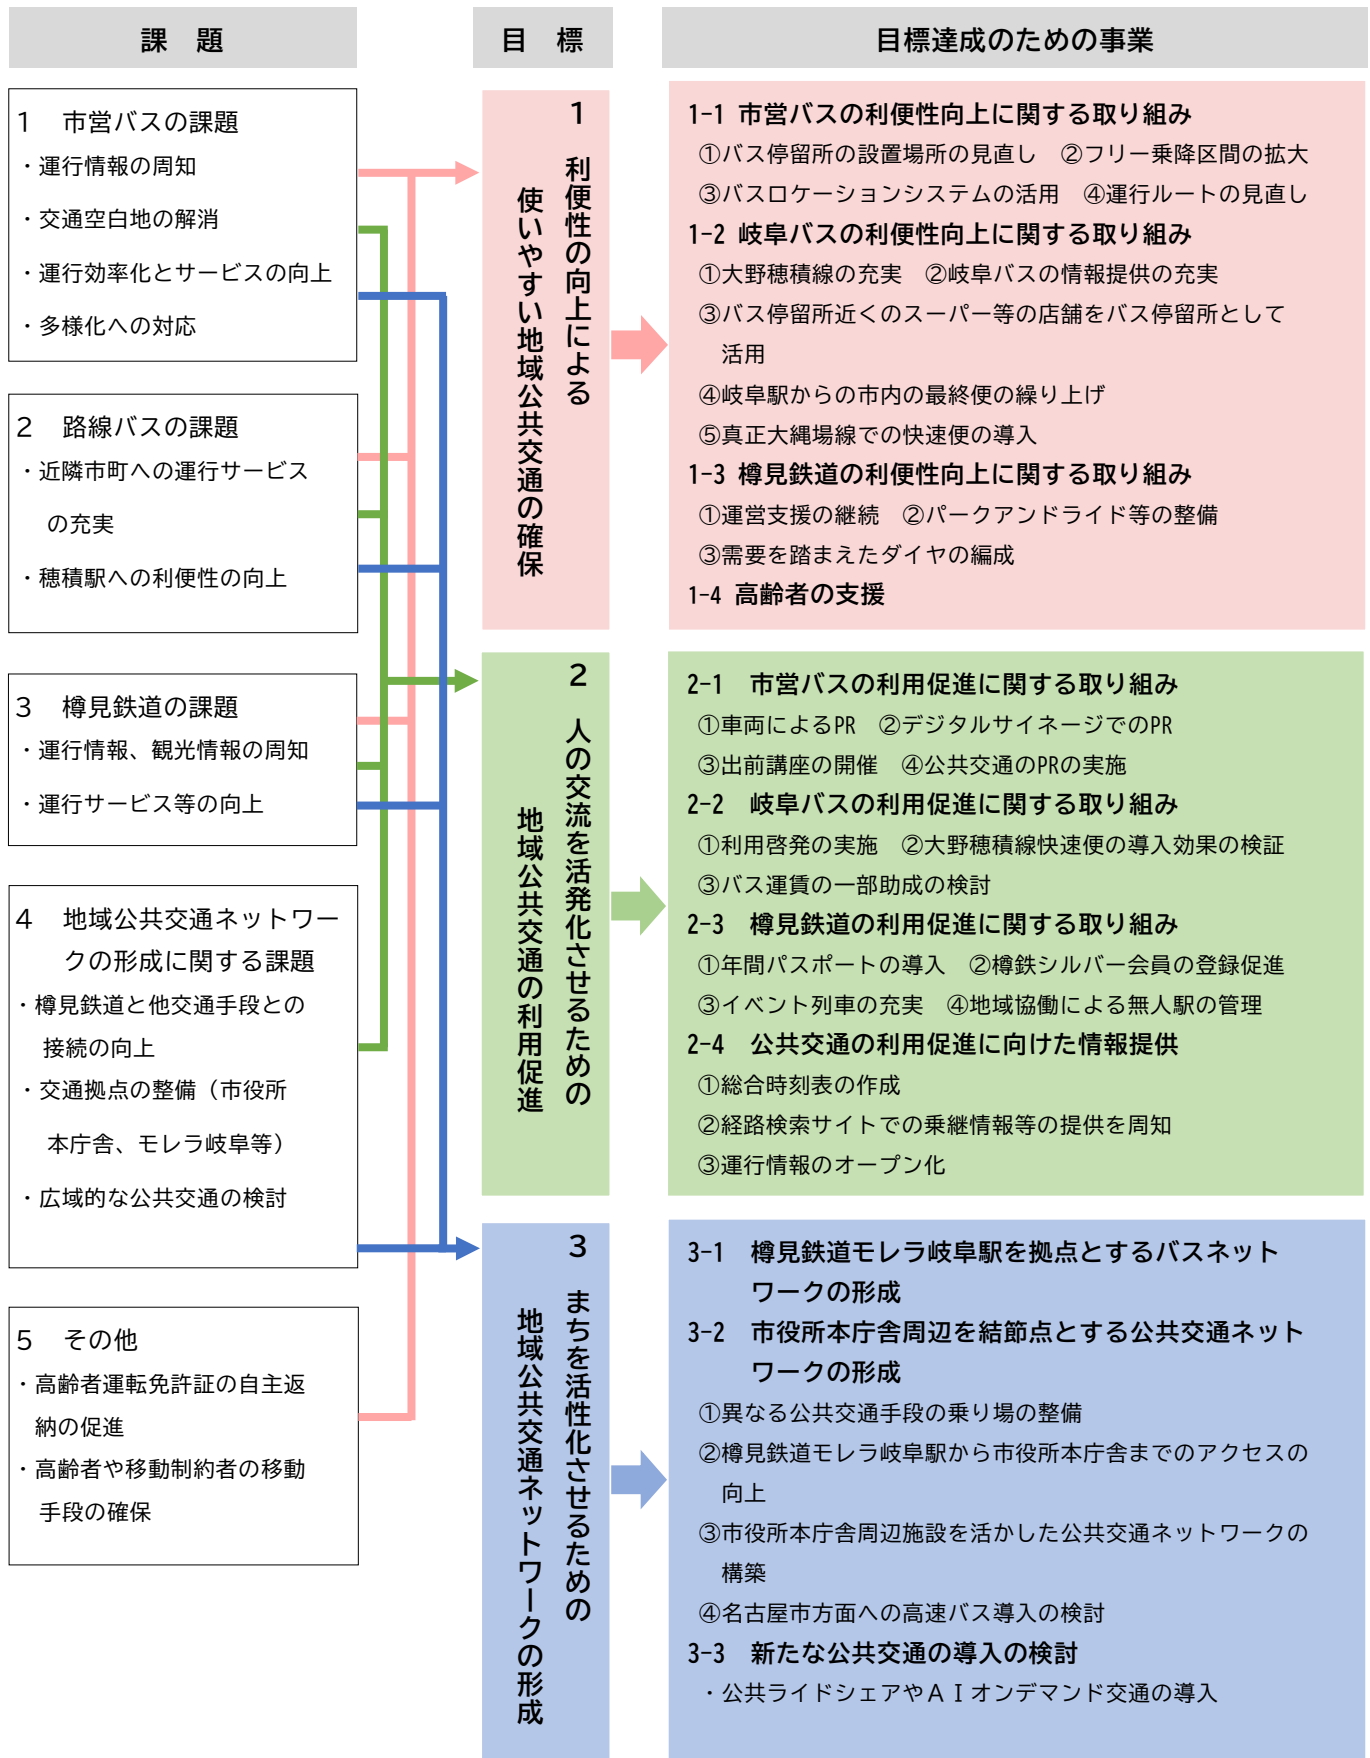 課　題
1　市営バスの課題
・運行情報の周知
・交通空白地の解消
・運行効率化とサービスの向上
・多様化への対応
2　路線バスの課題
・近隣市町への運行サービス
の充実
・穂積駅への利便性の向上
3　樽見鉄道の課題
・運行情報、観光情報の周知
・運行サービス等の向上
4　地域公共交通ネットワー
クの形成に関する課題
・樽見鉄道と他交通手段との
接続の向上
・交通拠点の整備（市役所
本庁舎、モレラ岐阜等）
・広域的な公共交通の検討
5　その他
・高齢者運転免許証の自主返
納の促進
・高齢者や移動制約者の移動
手段の確保
目　標
1　利便性の向上による
使いやすい地域公共交通の確保
2　人の交流を活発化させるための
地域公共交通の利用促進
3　まちを活性化させるための
地域公共交通ネットワークの形成
目標達成のための事業
1-1 市営バスの利便性向上に関する取り組み
①バス停留所の設置場所の見直し　②フリー乗降区間の拡大
③バスロケーションシステムの活用　④運行ルートの見直し
1-2 岐阜バスの利便性向上に関する取り組み
①大野穂積線の充実　②岐阜バスの情報提供の充実
③バス停留所近くのスーパー等の店舗をバス停留所として
活用
④岐阜駅からの市内の最終便の繰り上げ
⑤真正大縄場線での快速便の導入
1-3 樽見鉄道の利便性向上に関する取り組み
①運営支援の継続　②パークアンドライド等の整備
③需要を踏まえたダイヤの編成
1-4 高齢者の支援
2-1　市営バスの利用促進に関する取り組み
①車両によるPR　②デジタルサイネージでのPR
③出前講座の開催　④公共交通のPRの実施
2-2　岐阜バスの利用促進に関する取り組み
①利用啓発の実施　②大野穂積線快速便の導入効果の検証
③バス運賃の一部助成の検討
2-3　樽見鉄道の利用促進に関する取り組み
①年間パスポートの導入　②樽鉄シルバー会員の登録促進
③イベント列車の充実　④地域協働による無人駅の管理
2-4　公共交通の利用促進に向けた情報提供
①総合時刻表の作成
②経路検索サイトでの乗継情報等の提供を周知
③運行情報のオープン化
3-1　樽見鉄道モレラ岐阜駅を拠点とするバスネット
ワークの形成
3-2　市役所本庁舎周辺を結節点とする公共交通ネット
ワークの形成
①異なる公共交通手段の乗り場の整備
②樽見鉄道モレラ岐阜駅から市役所本庁舎までのアクセスの
向上
③市役所本庁舎周辺施設を活かした公共交通ネットワークの
構築
④名古屋市方面への高速バス導入の検討
3-3　新たな公共交通の導入の検討
・公共ライドシェアやＡＩオンデマンド交通の導入